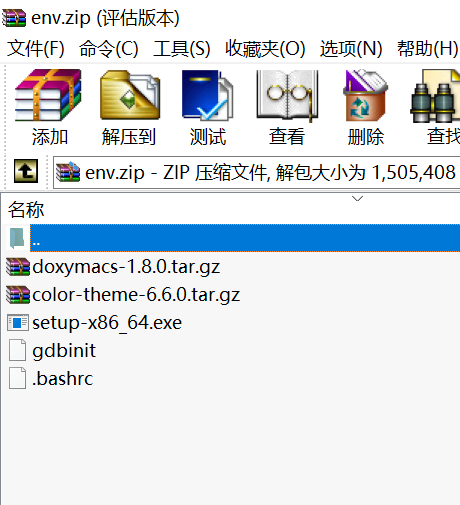 env.zip (评估版本)
文件(F) 命令(C) 工具(S) 收藏夹(O) 选项(N) 帮助(H)
添加 解压到 测试 查看 删除 查找
env.zip - ZIP 压缩文件, 解包大小为 1,505,408
名称
..
doxymacs-1.8.0.tar.gz
color-theme-6.6.0.tar.gz
setup-x86_64.exe
gdbinit
.bashrc